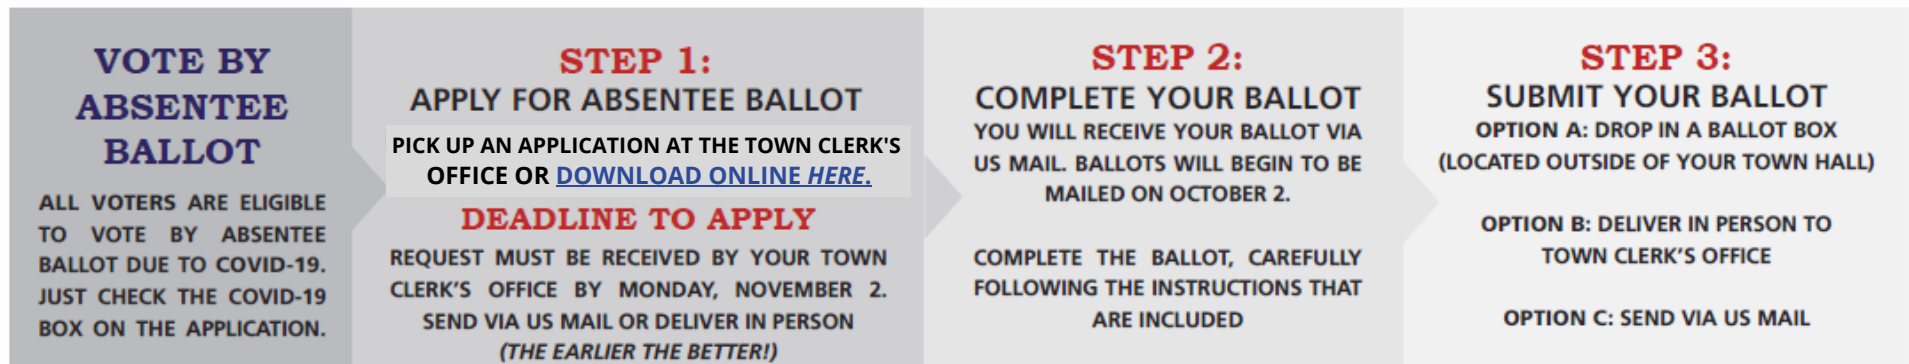 VOTE BY
ABSENTEE
BALLOT
ALL VOTERS ARE ELIGIBLE
TO VOTE BY ABSENTEE
BALLOT DUE TO COVID-19.
JUST CHECK THE COVID-19
BOX ON THE APPLICATION.
STEP 1:
APPLY FOR ABSENTEE BALLOT
PICK UP AN APPLICATION AT THE TOWN CLERK'S
OFFICE OR DOWNLOAD ONLINE HERE.
DEADLINE TO APPLY
REQUEST MUST BE RECEIVED BY YOUR TOWN
CLERK'S OFFICE BY MONDAY, NOVEMBER 2.
SEND VIA US MAIL OR DELIVER IN PERSON
(THE EARLIER THE BETTER!)
STEP 2:
COMPLETE YOUR BALLOT
YOU WILL RECEIVE YOUR BALLOT VIA
US MAIL. BALLOTS WILL BEGIN TO BE
MAILED ON OCTOBER 2.
COMPLETE THE BALLOT, CAREFULLY
FOLLOWING THE INSTRUCTIONS THAT
ARE INCLUDED
STEP 3:
SUBMIT YOUR BALLOT
OPTION A: DROP IN A BALLOT BOX
(LOCATED OUTSIDE OF YOUR TOWN HALL)
OPTION B: DELIVER IN PERSON TO
TOWN CLERK'S OFFICE
OPTION C: SEND VIA US MAIL